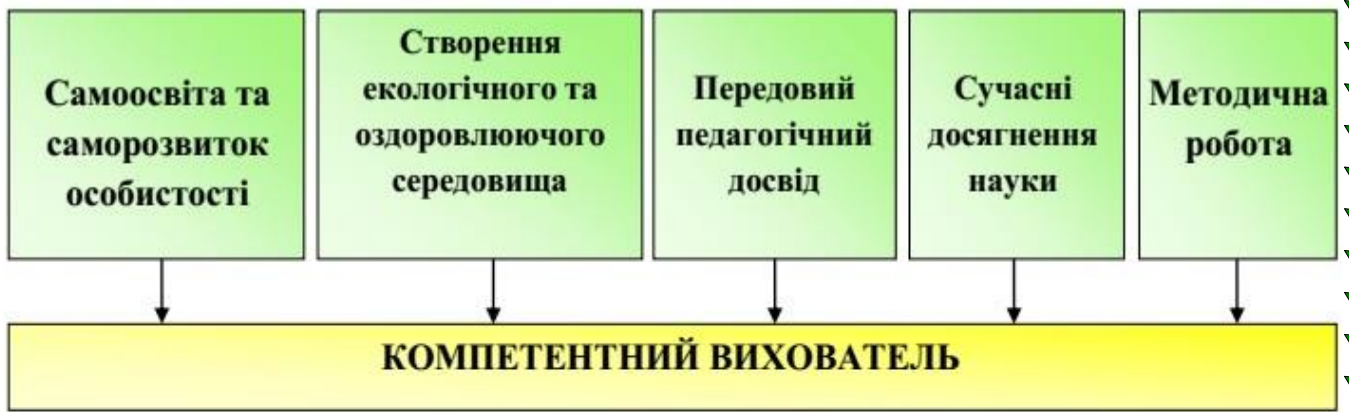 Самоосвіта та
саморозвиток
особистості
Створення
екологічного та
оздоровлюючого
середовища
Передовий
педагогічний
досвід
Сучасні
досягнення
науки
Методична
робота
КОМПЕТЕНТНИЙ ВИХОВАТЕЛЬ